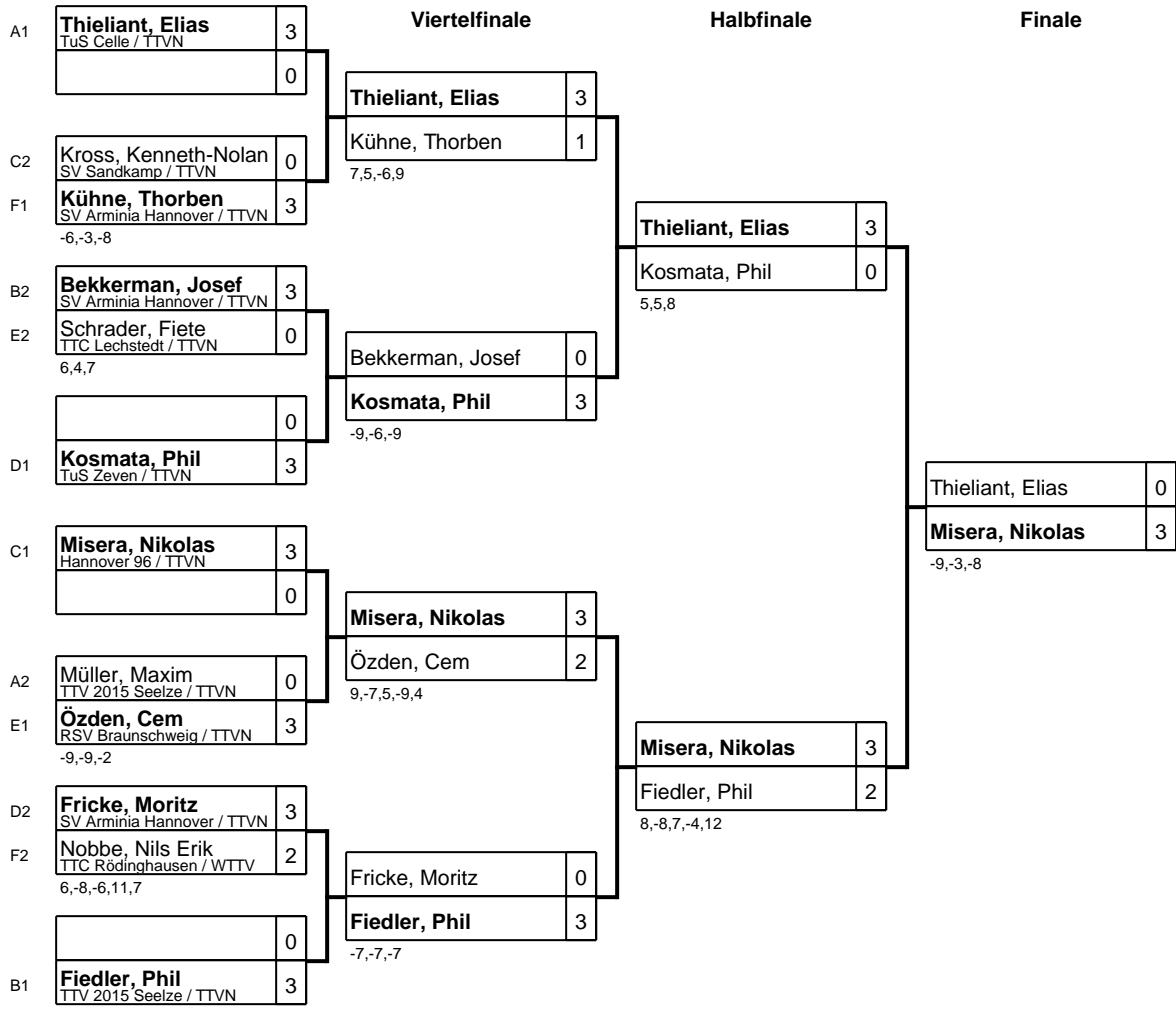 Viertelfinale
Halbfinale
Finale
A1
Thieliant, Elias 3
TuS Celle / TTVN
0
C2
Kross, Kenneth-Nolan 0
SV Sandkamp / TTVN
F1
Kühne, Thorben 3
SV Arminia Hannover / TTVN
-6,-3,-8
B2
Bekkerman, Josef 3
SV Arminia Hannover / TTVN
E2
Schrader, Fiete 0
TTC Lechstedt / TTVN
6,4,7
0
D1
Kosmata, Phil 3
TuS Zeven / TTVN
C1
Misera, Nikolas 3
Hannover 96 / TTVN
0
A2
Müller, Maxim 0
TTV 2015 Seelze / TTVN
E1
Özden, Cem 3
RSV Braunschweig / TTVN
-9,-9,-2
D2
Fricke, Moritz 3
SV Arminia Hannover / TTVN
F2
Nobbe, Nils Erik 2
TTC Rödinghausen / WTTV
6,-8,-6,11,7
0
B1
Fiedler, Phil 3
TTV 2015 Seelze / TTVN
Thieliant, Elias 3
Kühne, Thorben 1
7,5,-6,9
Bekkerman, Josef 0
Kosmata, Phil 3
-9,-6,-9
Misera, Nikolas 3
Özden, Cem 2
9,-7,5,-9,4
Fricke, Moritz 0
Fiedler, Phil 3
-7,-7,-7
Thieliant, Elias 3
Kosmata, Phil 0
5,5,8
Misera, Nikolas 3
Fiedler, Phil 2
8,-8,7,-4,12
Thieliant, Elias 0
Misera, Nikolas 3
-9,-3,-8